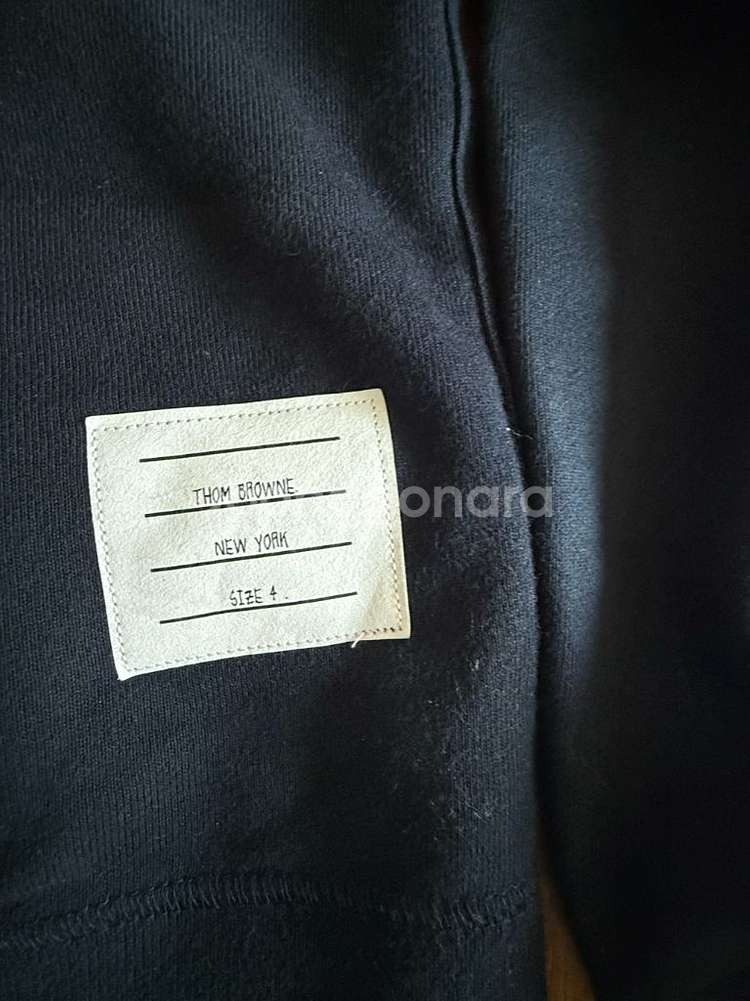 THOM BROWNE
NEW YORK
SIZE 4.